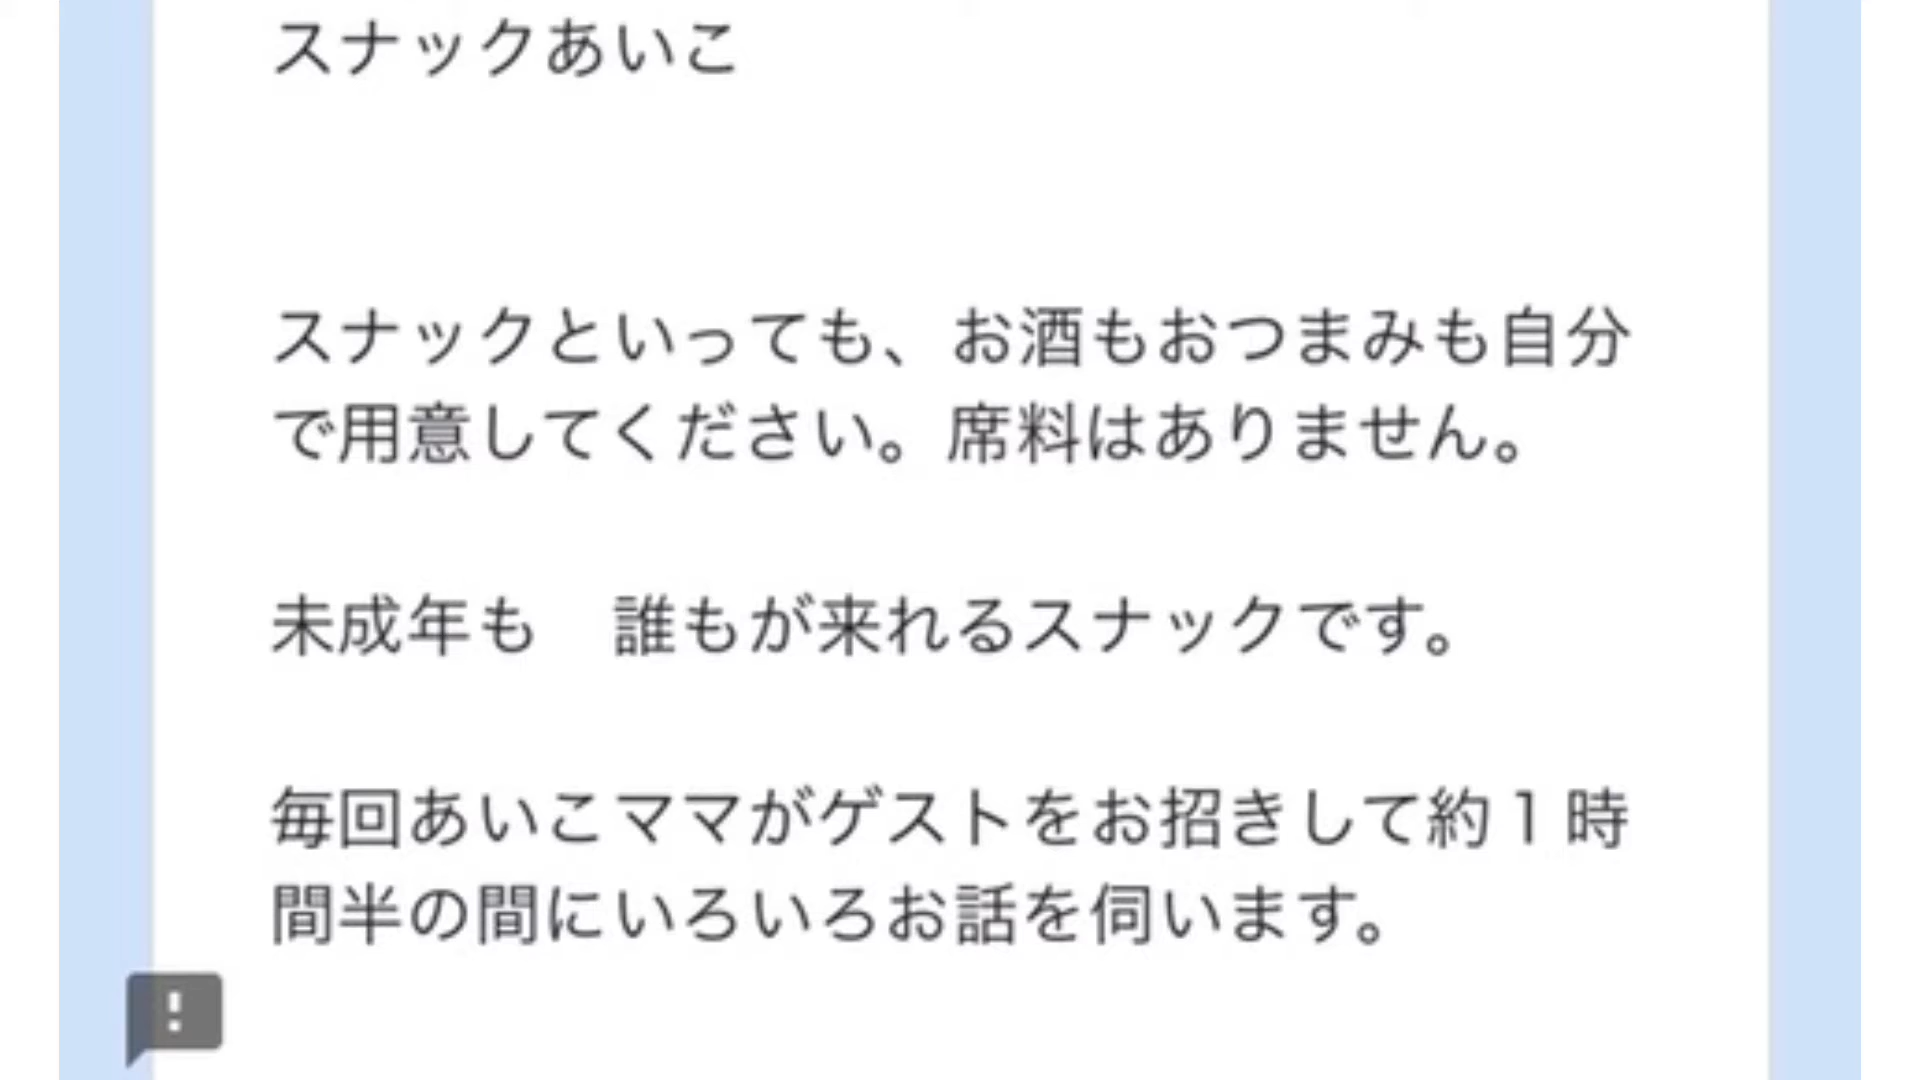 スナックあいこ
スナックといっても、お酒もおつまみも自分
で用意してください。席料はありません。
未成年も　誰もが来れるスナックです。
毎回あいこママがゲストをお招きして約１時
間半の間にいろいろお話を伺います。